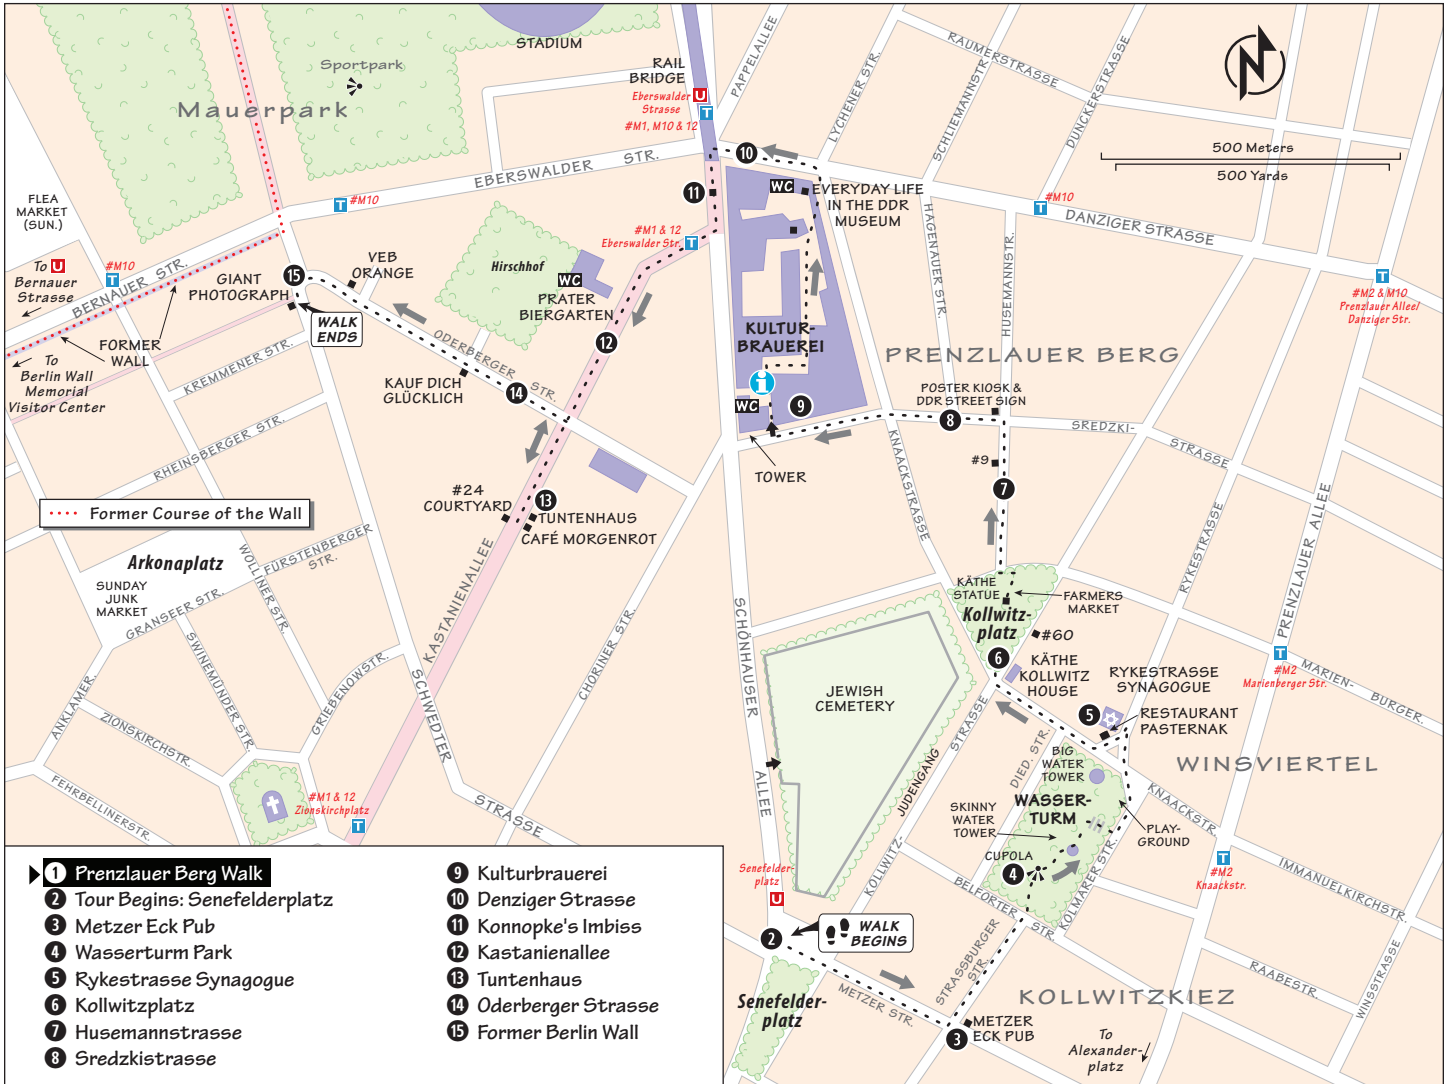 STADIUM
Sportpark
Mauerpark
RAIL
BRIDGE
Eberswalder
Strasse
U
T
#M1, M10 & 12
PAPPELALLEE
LYCHENER STR.
RAUMERSTRASSE
SCHLIEMANNSTR.
DUNCKERSTRASSE
N
500 Meters
500 Yards
EBERSWALDER STR.
T #M10
FLEA
MARKET
(SUN.)
To U
Bernauer
Strasse
#M10
T
BERNAUER STR.
GIANT
PHOTOGRAPH
15
VEB
ORANGE
WALK
ENDS
FORMER
WALL
To
Berlin Wall
Memorial
Visitor Center
KREMMENER STR.
RHEINSBERGER STR.
Hirschhof
WC
PRATER
BIERGARTEN
#M1 & 12
Eberswalder Str.
T
10
11
WC
EVERYDAY LIFE
IN THE DDR
MUSEUM
HAGENAUER STR.
HUSEMANNSTR.
#M10
T
DANZIGER STRASSE
T
#M2 & M10
Prenzlauer Allee/
Danziger Str.
12
KULTUR-
BRAUEREI
PRENZLAUER BERG
ODERBERGER STR.
KAUF DICH
GLÜCKLICH
14
i
WC
9
TOWER
POSTER KIOSK &
DDR STREET SIGN
8
SREDZKI-
STRASSE
#9
7
KNAACKSTRASSE
RYKESTRASSE
PRENZLAUER ALLEE
#24
COURTYARD
13
TUNTENHAUS
CAFÉ MORGENROT
Former Course of the Wall
Arkonaplatz
SUNDAY
JUNK
MARKET
FÜRSTENBERGER
STR.
WOLLINER STR.
GRANSEER STR.
SWINEMÜNDER STR.
GRIEBENOWSTR.
ANKLAMER.
ZIONSKIRCHSTR.
FEHRBELLINERSTR.
KASTANIENALLEE
SCHWEDTER
STRASSE
CHORINER STR.
#M1 & 12
Zionskirchplatz
T
SCHÖNHAUSER
ALLEE
JEWISH
CEMETERY
JUDENGANG
KÄTHE
STATUE
FARMERS
MARKET
Kollwitz-
platz
#60
6
KÄTHE
KOLLWITZ
HOUSE
RYKESTRASSE
SYNAGOGUE
5
RESTAURANT
PASTERNAK
T
#M2
Marienberger Str.
MARIEN-
BURGER.
WINSVIERTEL
KOLLWITZ-
STRASSE
DIED. STR.
BIG
WATER
TOWER
WASSER-
TURM
SKINNY
WATER
TOWER
CUPOLA
4
PLAY-
GROUND
KNAACKSTR.
T
#M2
Knaackstr.
IMMANUELKIRCHSTR.
KOLMARER STR.
BELFORTER STR.
STRASSBURGER
STR.
RAABESTR.
WINSSTRASSE
KOLLWITZKIEZ
Senefelder-
platz
U
2
WALK
BEGINS
METZER STR.
Senefelder-
platz
METZER
ECK PUB
3
To
Alexander-
platz
1 Prenzlauer Berg Walk
2 Tour Begins: Senefelderplatz
3 Metzer Eck Pub
4 Wasserturm Park
5 Rykestrasse Synagogue
6 Kollwitzplatz
7 Husemannstrasse
8 Sredzkistrasse
9 Kulturbrauerei
10 Denziger Strasse
11 Konnopke's Imbiss
12 Kastanienallee
13 Tuntenhaus
14 Oderberger Strasse
15 Former Berlin Wall